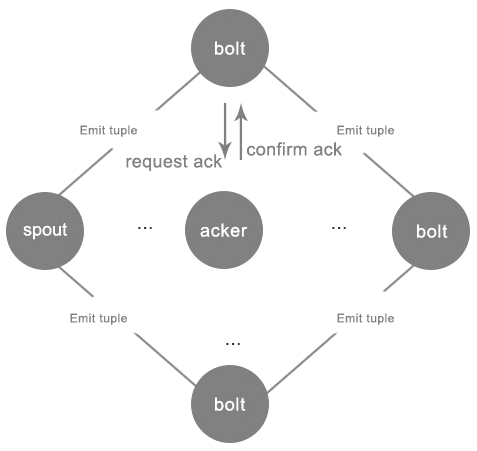 bolt
Emit tuple
Emit tuple
request ack
confirm ack
spout
...
acker
...
bolt
Emit tuple
Emit tuple
...
bolt